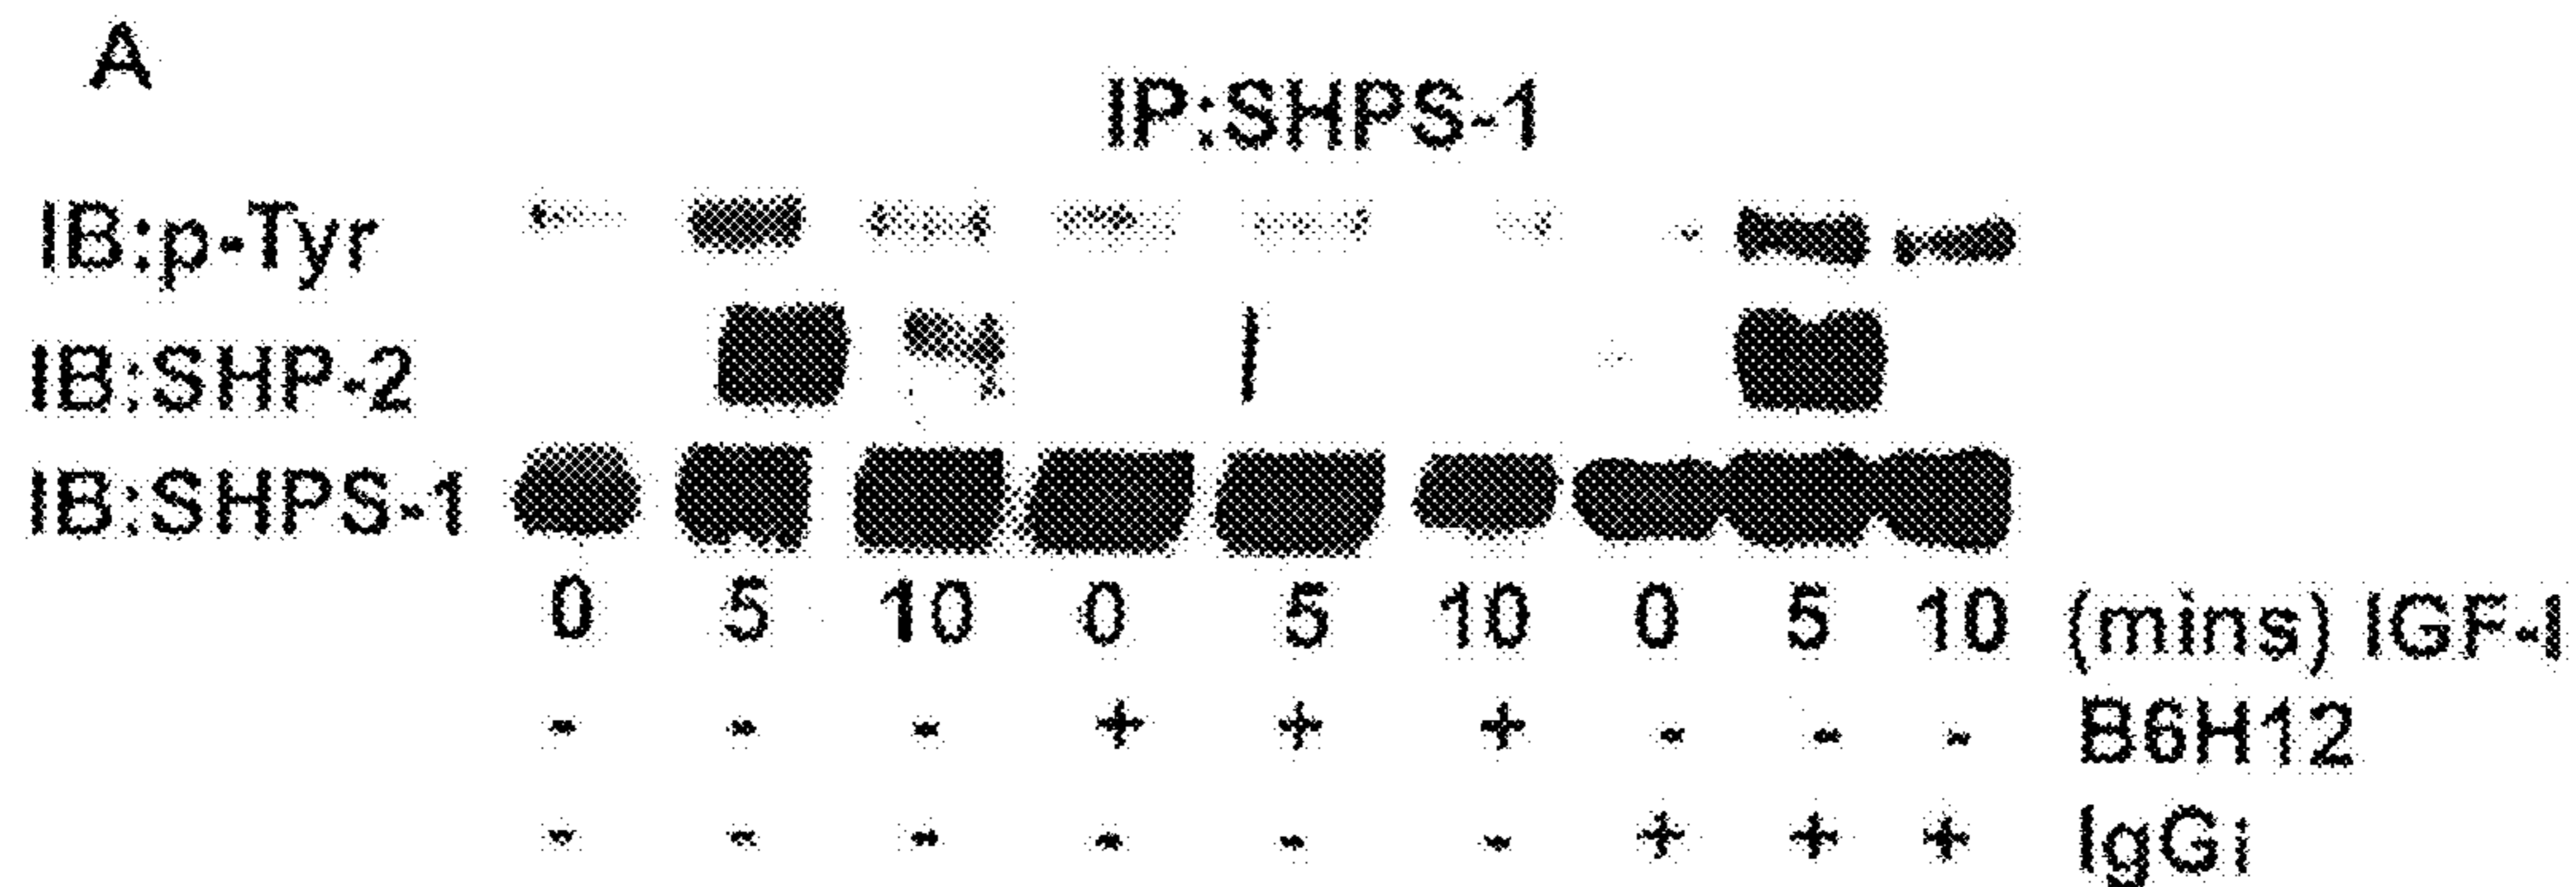 A
IP:SHPS-1
IB:p-Tyr
IB:SHP-2
IB:SHPS-1
0 5 10 0 5 10 0 5 10 (mins) IGF-I
- - - + + + - - - B6H12
- - - - - - + + + IgG1